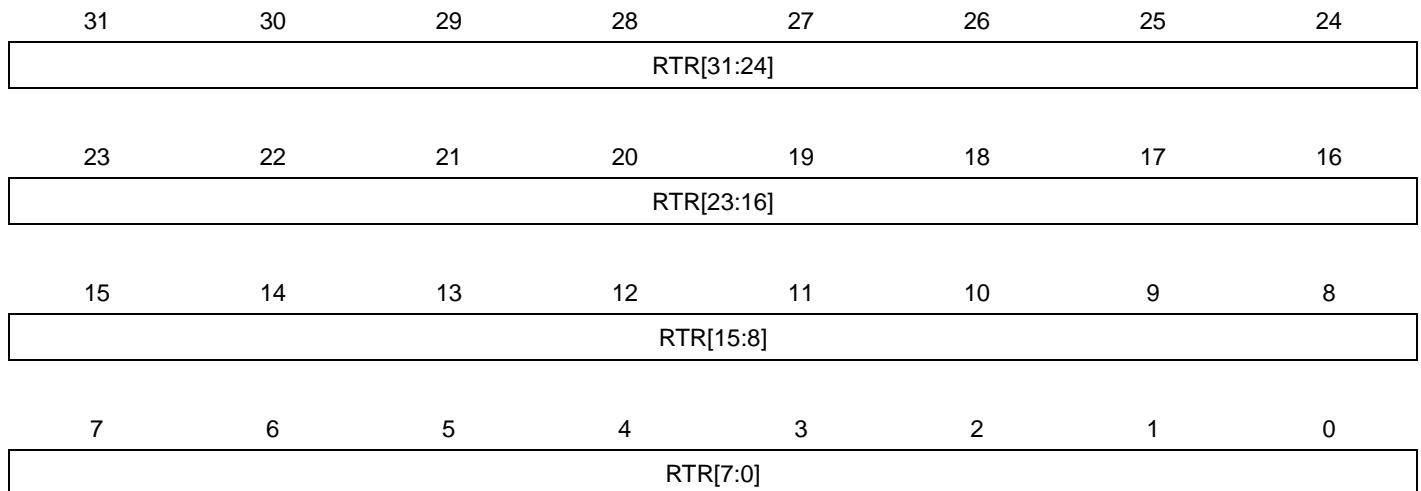 31 30 29 28 27 26 25 24
RTR[31:24]
23 22 21 20 19 18 17 16
RTR[23:16]
15 14 13 12 11 10 9 8
RTR[15:8]
7 6 5 4 3 2 1 0
RTR[7:0]